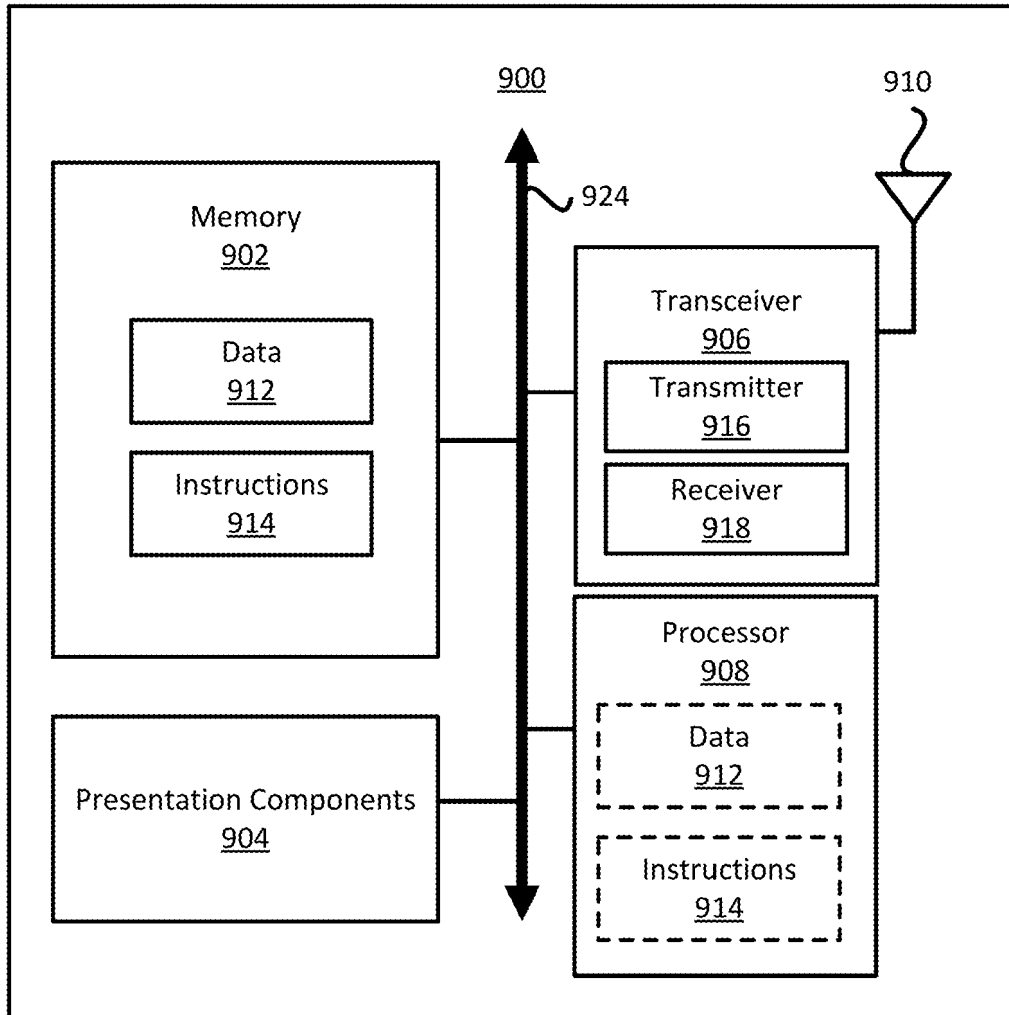 900
910
924
Memory
902
Data
912
Instructions
914
Transceiver
906
Transmitter
916
Receiver
918
Processor
908
Data
912
Instructions
914
Presentation Components
904